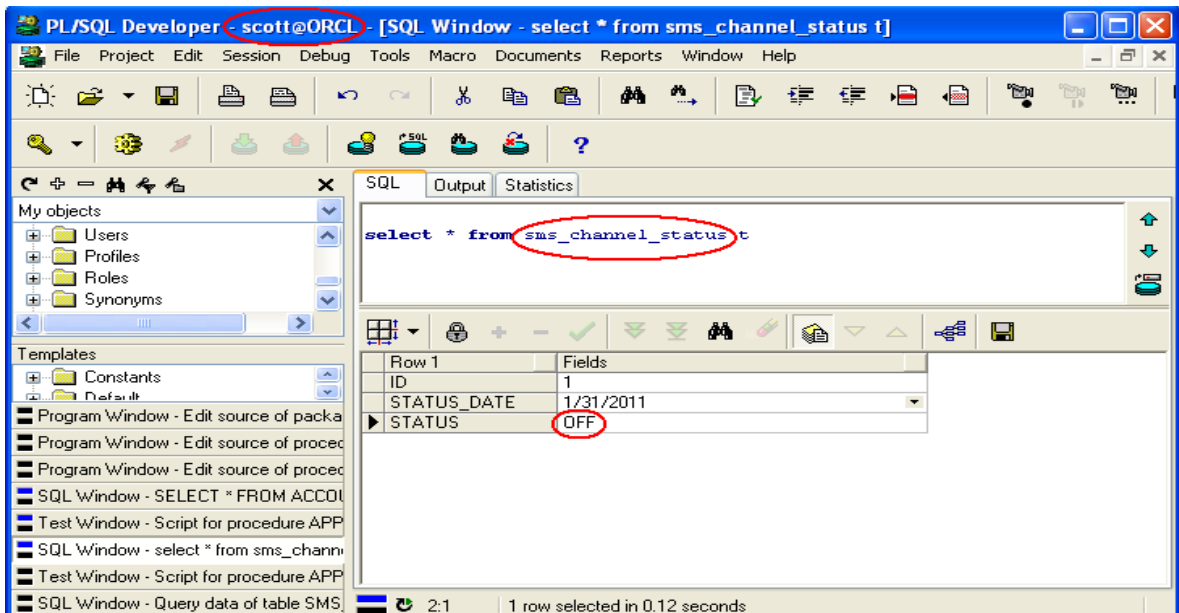 PL/SQL Developer - scott@ORCL - [SQL Window - select * from sms_channel_status t]
File Project Edit Session Debug Tools Macro Documents Reports Window Help
SQL
?
My objects
Users
Profiles
Roles
Synonyms
Templates
Constants
Default
Program Window - Edit source of packa
Program Window - Edit source of proced
Program Window - Edit source of proced
SQL Window - SELECT * FROM ACCOU
Test Window - Script for procedure APP
SQL Window - select * from sms_chann
Test Window - Script for procedure APP
SQL Window - Query data of table SMS_
SQL Output Statistics
select * from sms_channel_status t
Row 1 Fields
ID 1
STATUS_DATE 1/31/2011
STATUS OFF
2:1 1 row selected in 0.12 seconds